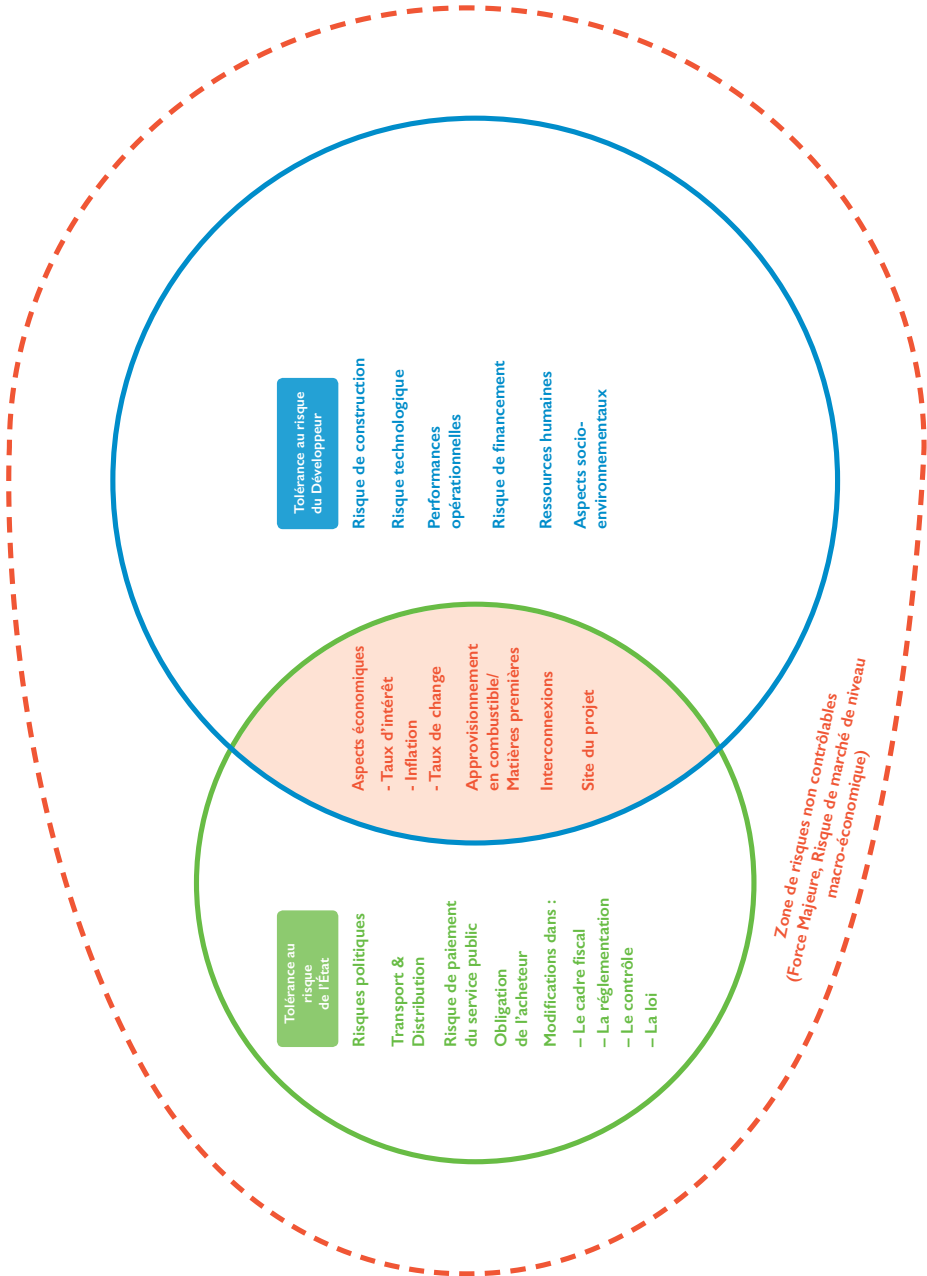 Tolérance au
risque
de l'État
Risques politiques
Transport &
Distribution
Risque de paiement
du service public
Obligation
de l'acheteur
Modifications dans :
– Le cadre fiscal
– La réglementation
– Le contrôle
– La loi
Aspects économiques
- Taux d'intérêt
- Inflation
- Taux de change
Approvisionnement
en combustible/
Matières premières
Interconnexions
Site du projet
Tolérance au risque
du Développeur
Risque de construction
Risque technologique
Performances
opérationnelles
Risque de financement
Ressources humaines
Aspects socio-
environnementaux
Zone de risques non contrôlables
(Force Majeure, Risque de marché de niveau
macro-économique)